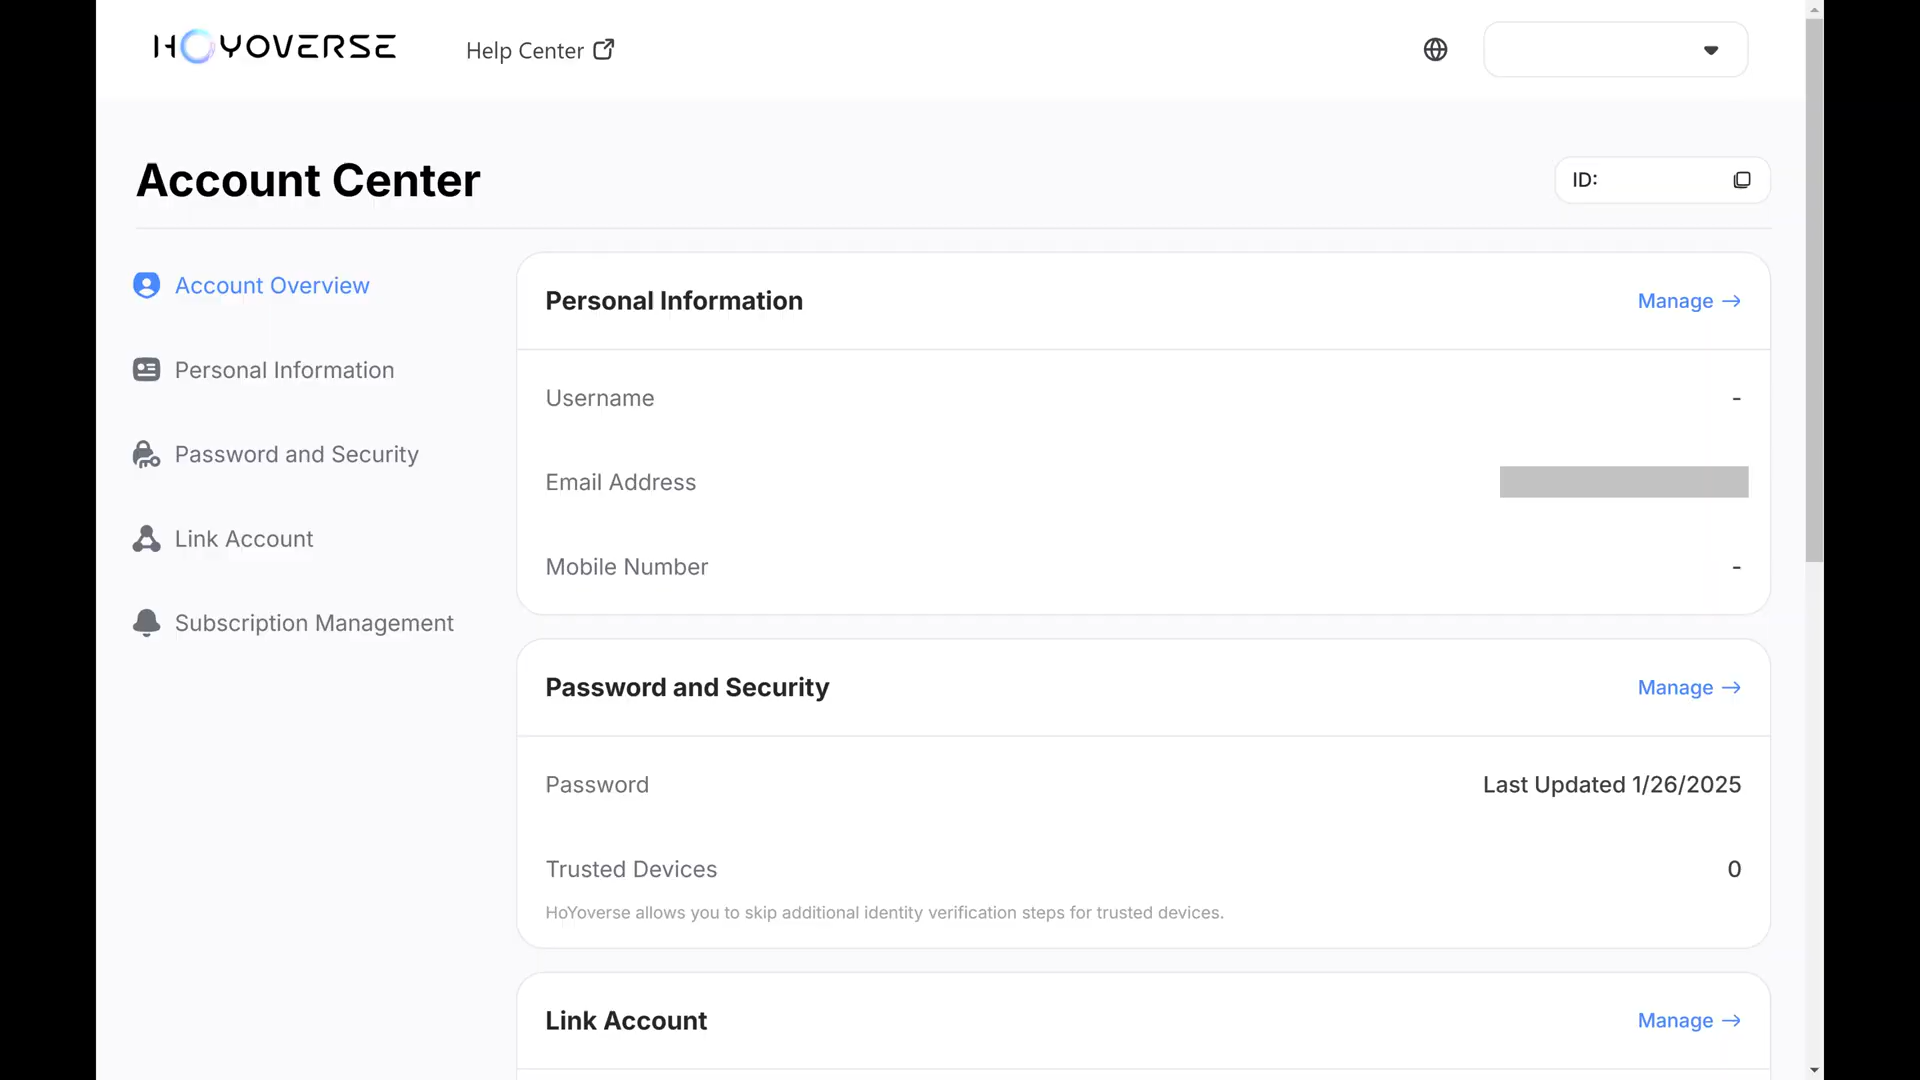 HOYOVERSE
Help Center
Account Center
ID:
Account Overview
Personal Information
Password and Security
Link Account
Subscription Management
Personal Information
Manage →
Username
-
Email Address
Mobile Number
-
Password and Security
Manage →
Password
Last Updated 1/26/2025
Trusted Devices
0
HoYoverse allows you to skip additional identity verification steps for trusted devices.
Link Account
Manage →